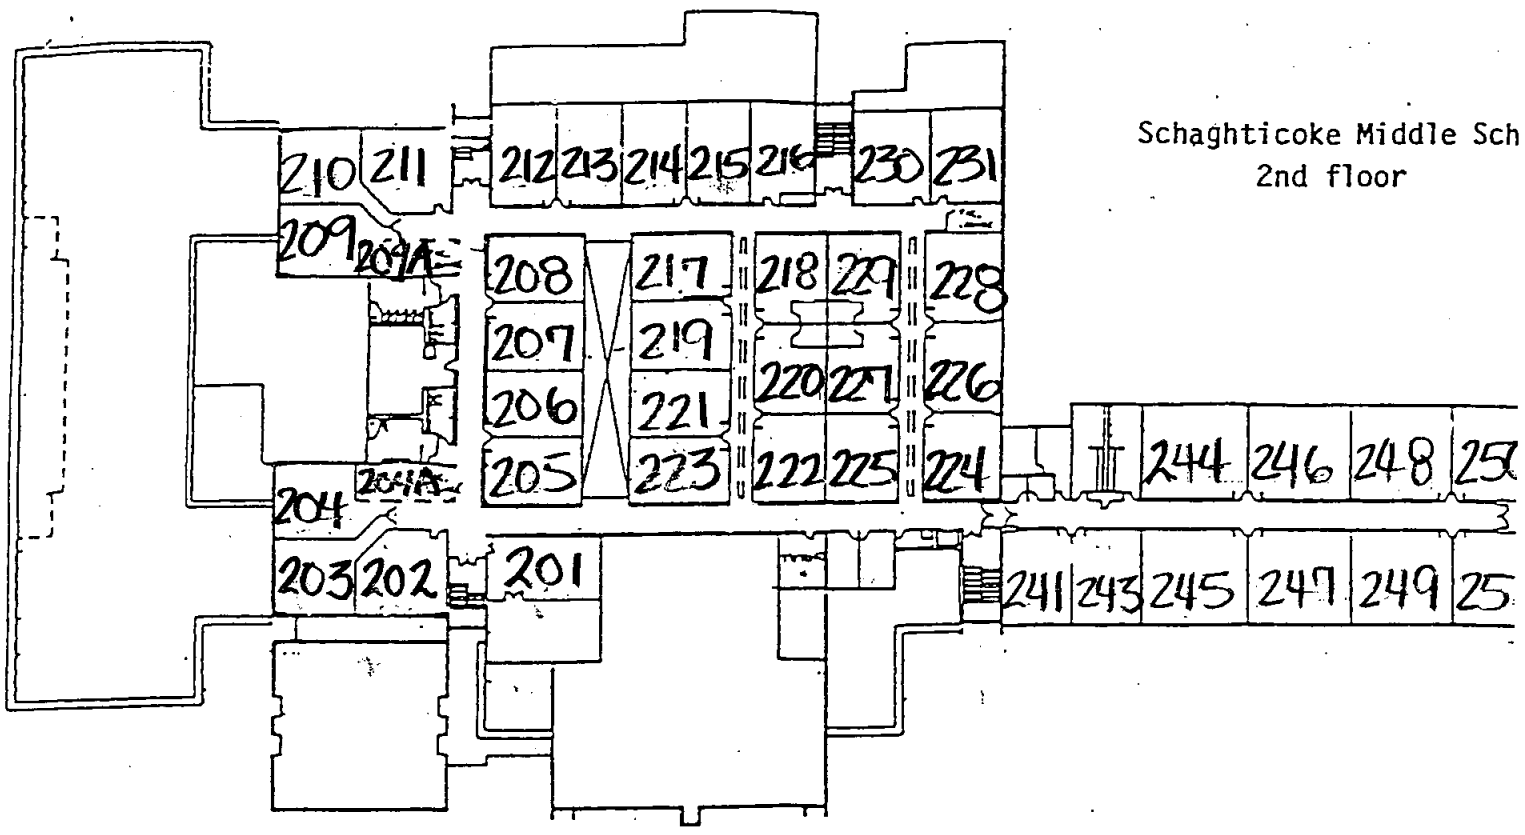 Schaghticoke Middle Sch
2nd floor
210 211 212 213 214 215 216 230 231
209 209A 208 217 218 229 228
207 219
206 221 220 227 226
204 204A 205 223 222 225 224 244 246 248 250
203 202 201 241 243 245 247 249 25